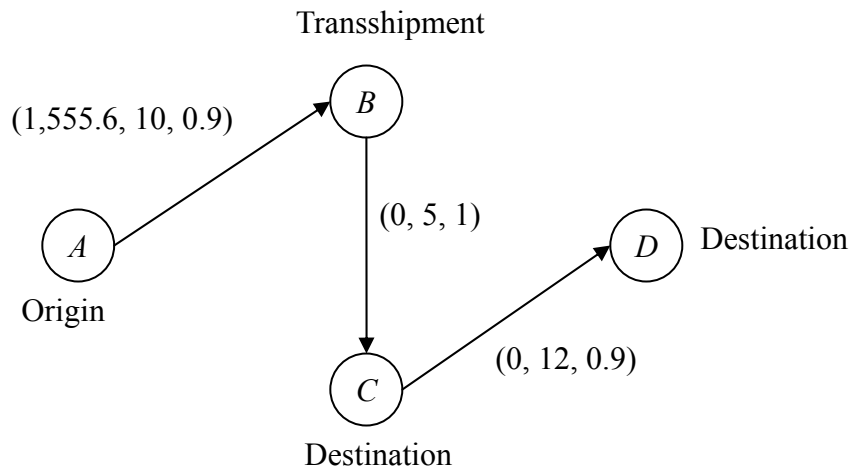 Transshipment
B
(1,555.6, 10, 0.9)
(0, 5, 1)
A
D
Destination
Origin
(0, 12, 0.9)
C
Destination